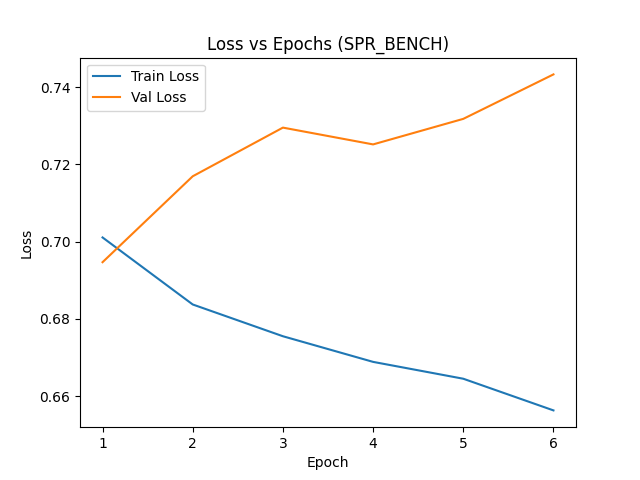 Loss vs Epochs (SPR_BENCH)
Train Loss
Val Loss
0.74
0.72
0.70
0.68
0.66
Loss
1 2 3 4 5 6
Epoch